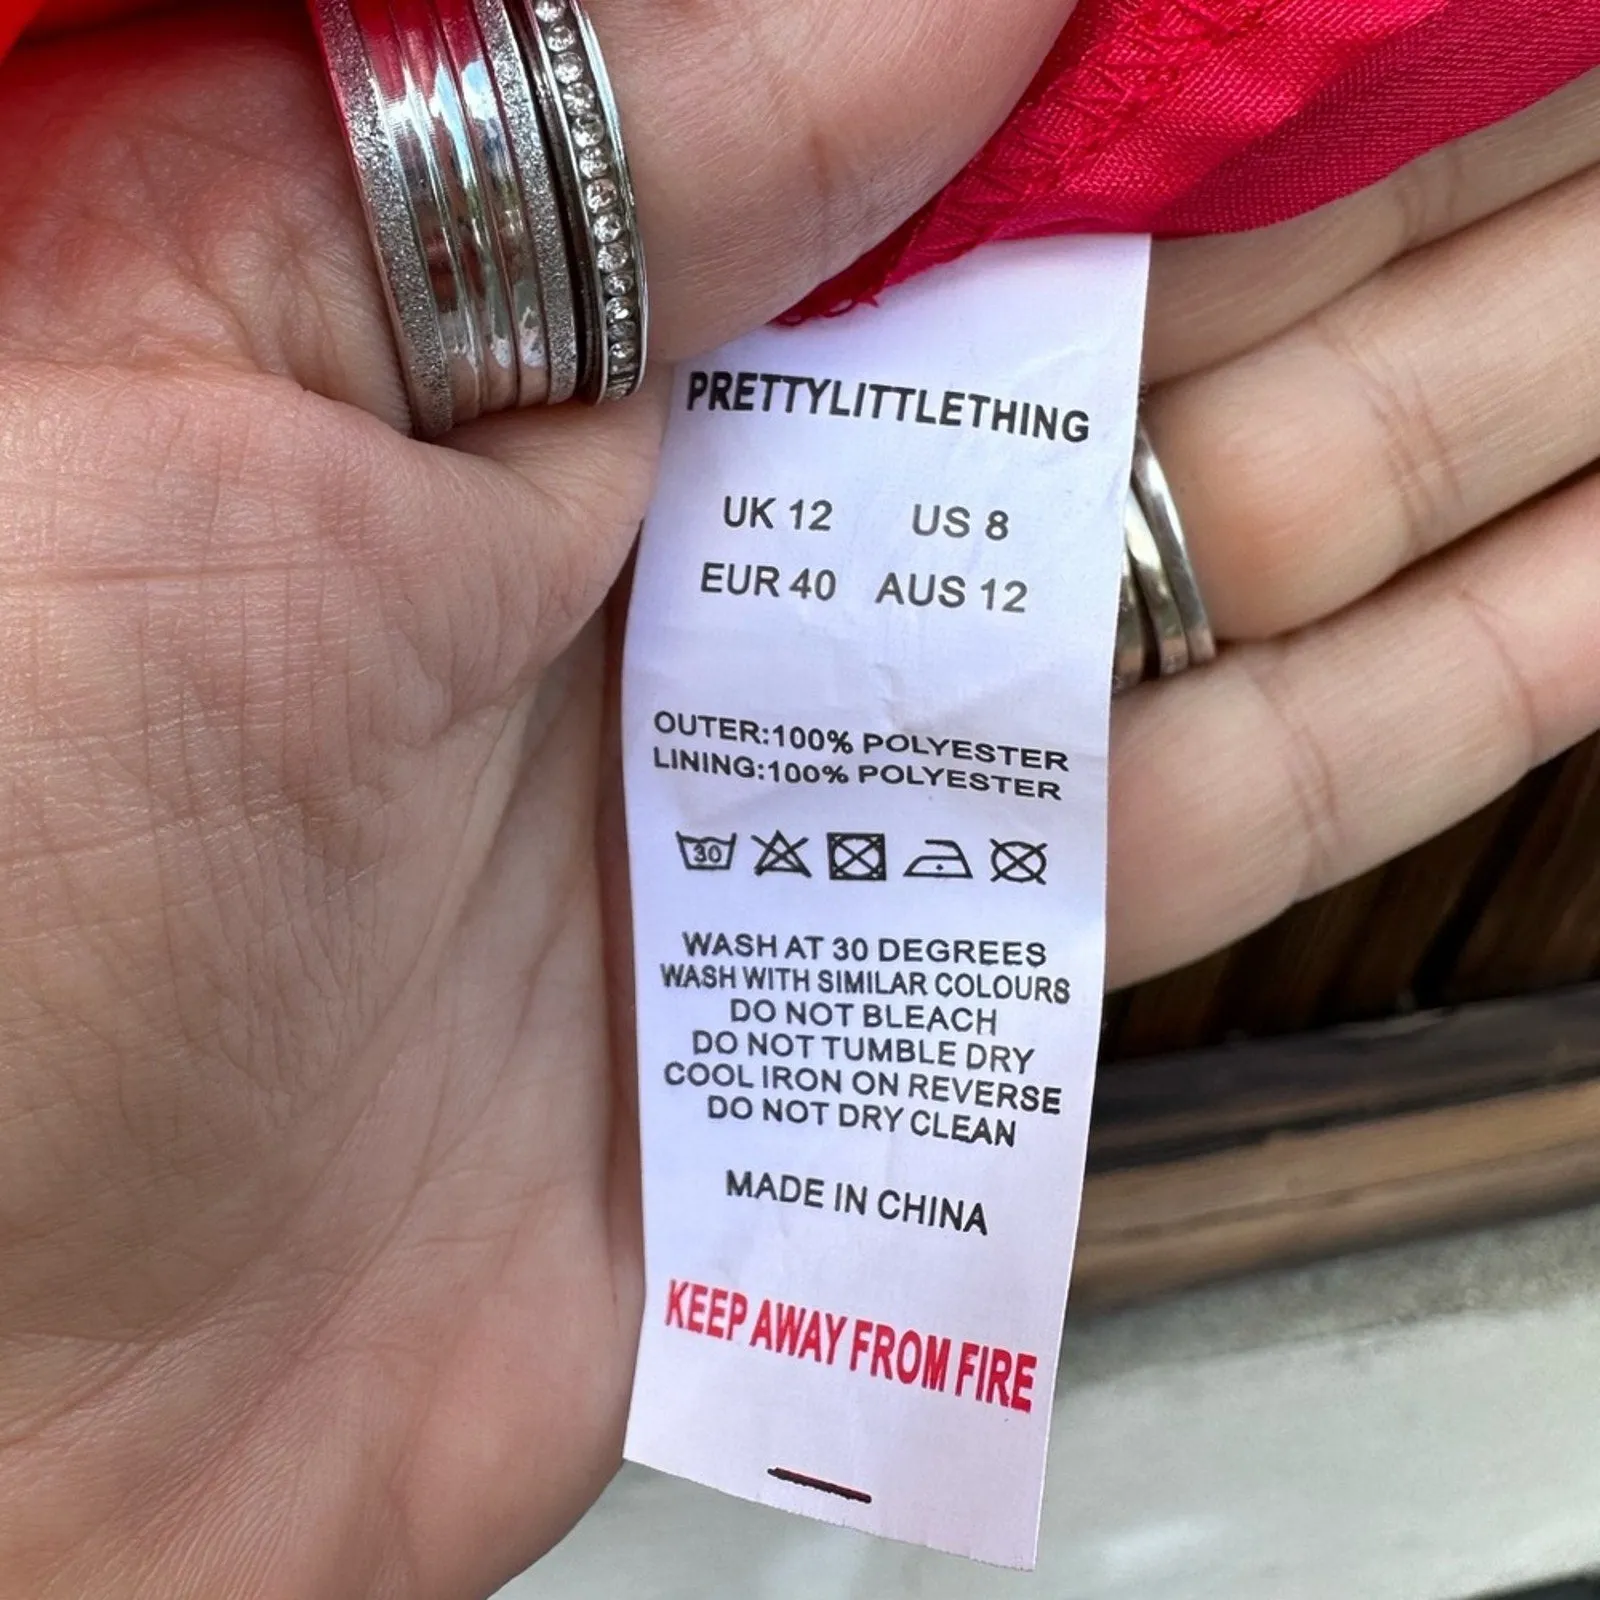 PRETTYLITTLETHING
UK 12 US 8
EUR 40 AUS 12
OUTER:100% POLYESTER
LINING:100% POLYESTER
30
WASH AT 30 DEGREES
WASH WITH SIMILAR COLOURS
DO NOT BLEACH
DO NOT TUMBLE DRY
COOL IRON ON REVERSE
DO NOT DRY CLEAN
MADE IN CHINA
KEEP AWAY FROM FIRE